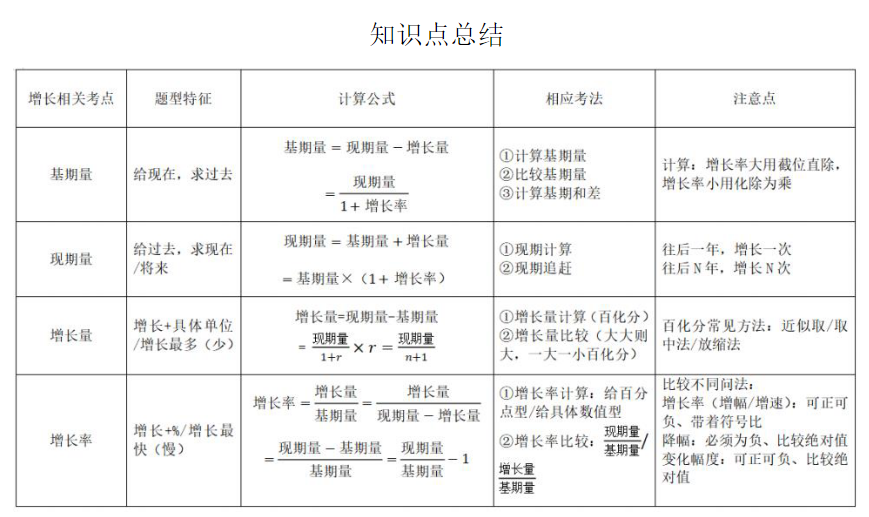 知识点总结
增长相关考点 题型特征 计算公式 相应考法 注意点
基期量
给现在，求过去
基期量 = 现期量 − 增长量
= 现期量/(1 + 增长率)
①计算基期量
②比较基期量
③计算基期和差
计算：增长率大用截位直除，
增长率小用化除为乘
现期量
给过去，求现在
/将来
现期量 = 基期量 + 增长量
= 基期量×（1 + 增长率）
①现期计算
②现期追赶
往后一年，增长一次
往后 N 年，增长 N 次
增长量
增长+具体单位
/增长最多（少）
增长量=现期量−基期量
= 现期量/(1+r) × r = 现期量/(n+1)
①增长量计算（百化分）
②增长量比较（大大则
大，一大一小百化分）
百化分常见方法：近似取/取
中法/放缩法
增长率
增长+%/增长最
快（慢）
增长率 = 增长量/基期量 = 增长量/(现期量 − 增长量)
= (现期量 − 基期量)/基期量 = 现期量/基期量 − 1
①增长率计算：给百分
点型/给具体数值型
②增长率比较：现期量/基期量/
增长量/基期量
比较不同问法：
增长率（增幅/增速）：可正可
负、带着符号比
降幅：必须为负、比较绝对值
变化幅度：可正可负、比较绝
对值